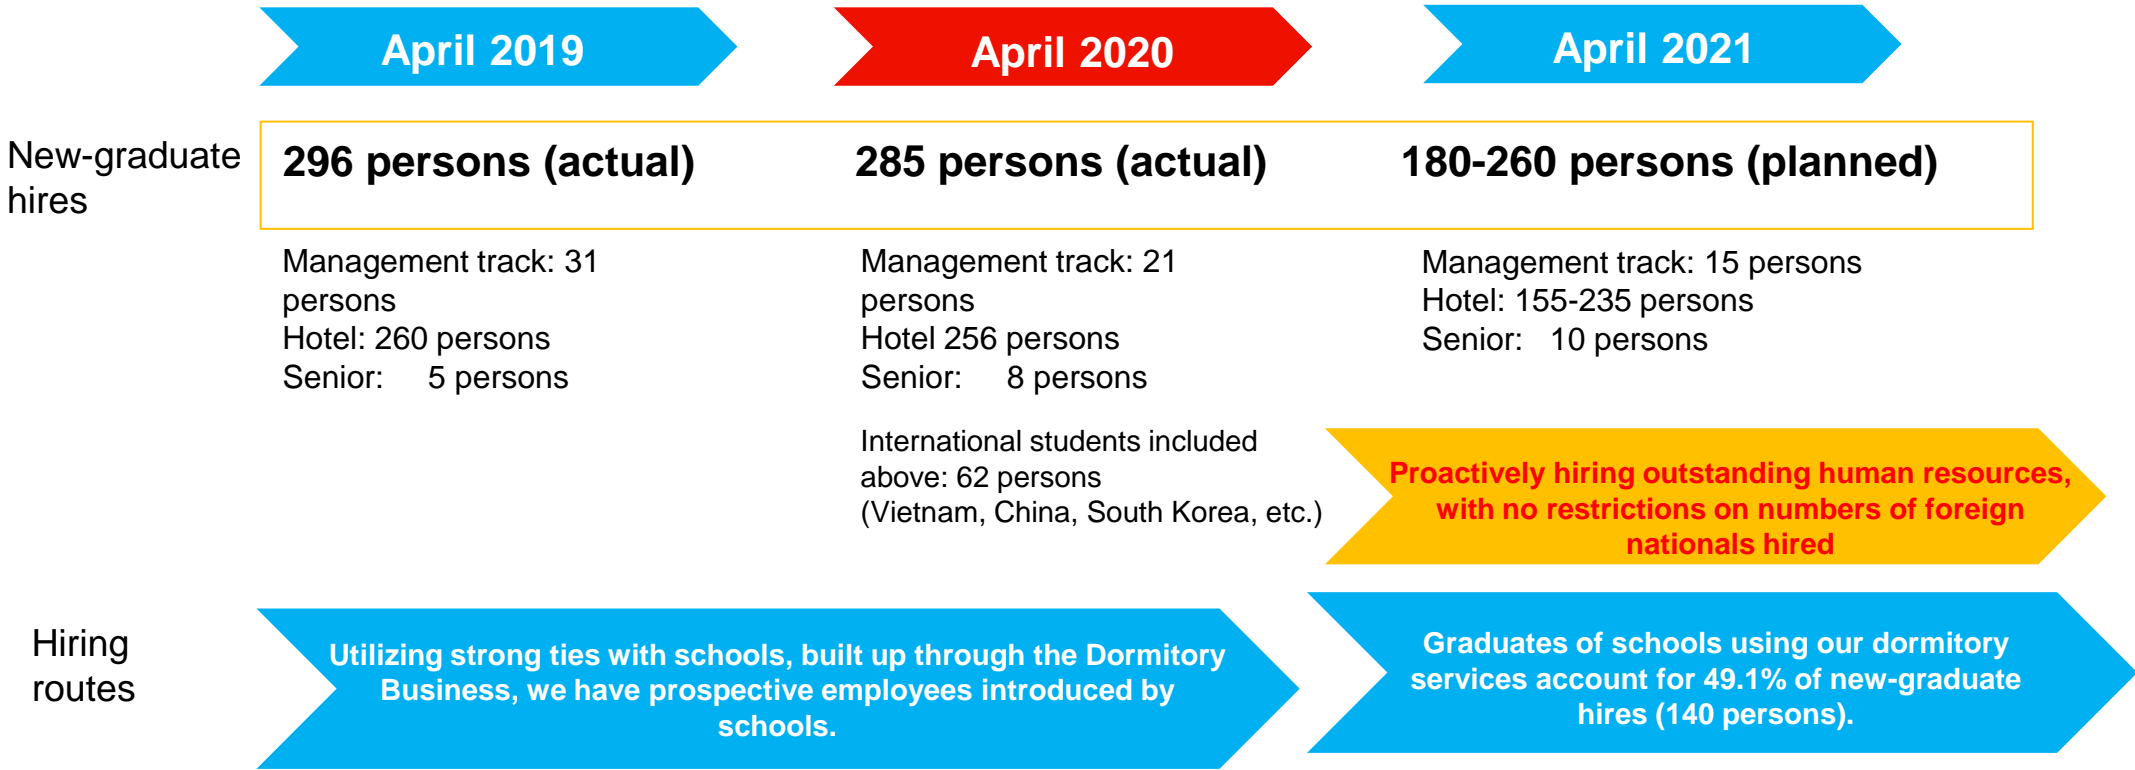 April 2019
April 2020
April 2021
New-graduate
hires
296 persons (actual)
285 persons (actual)
180-260 persons (planned)
Management track: 31
persons
Hotel: 260 persons
Senior: 5 persons
Management track: 21
persons
Hotel 256 persons
Senior: 8 persons
International students included
above: 62 persons
(Vietnam, China, South Korea, etc.)
Management track: 15 persons
Hotel: 155-235 persons
Senior: 10 persons
Proactively hiring outstanding human resources,
with no restrictions on numbers of foreign
nationals hired
Hiring
routes
Utilizing strong ties with schools, built up through the Dormitory
Business, we have prospective employees introduced by
schools.
Graduates of schools using our dormitory
services account for 49.1% of new-graduate
hires (140 persons).